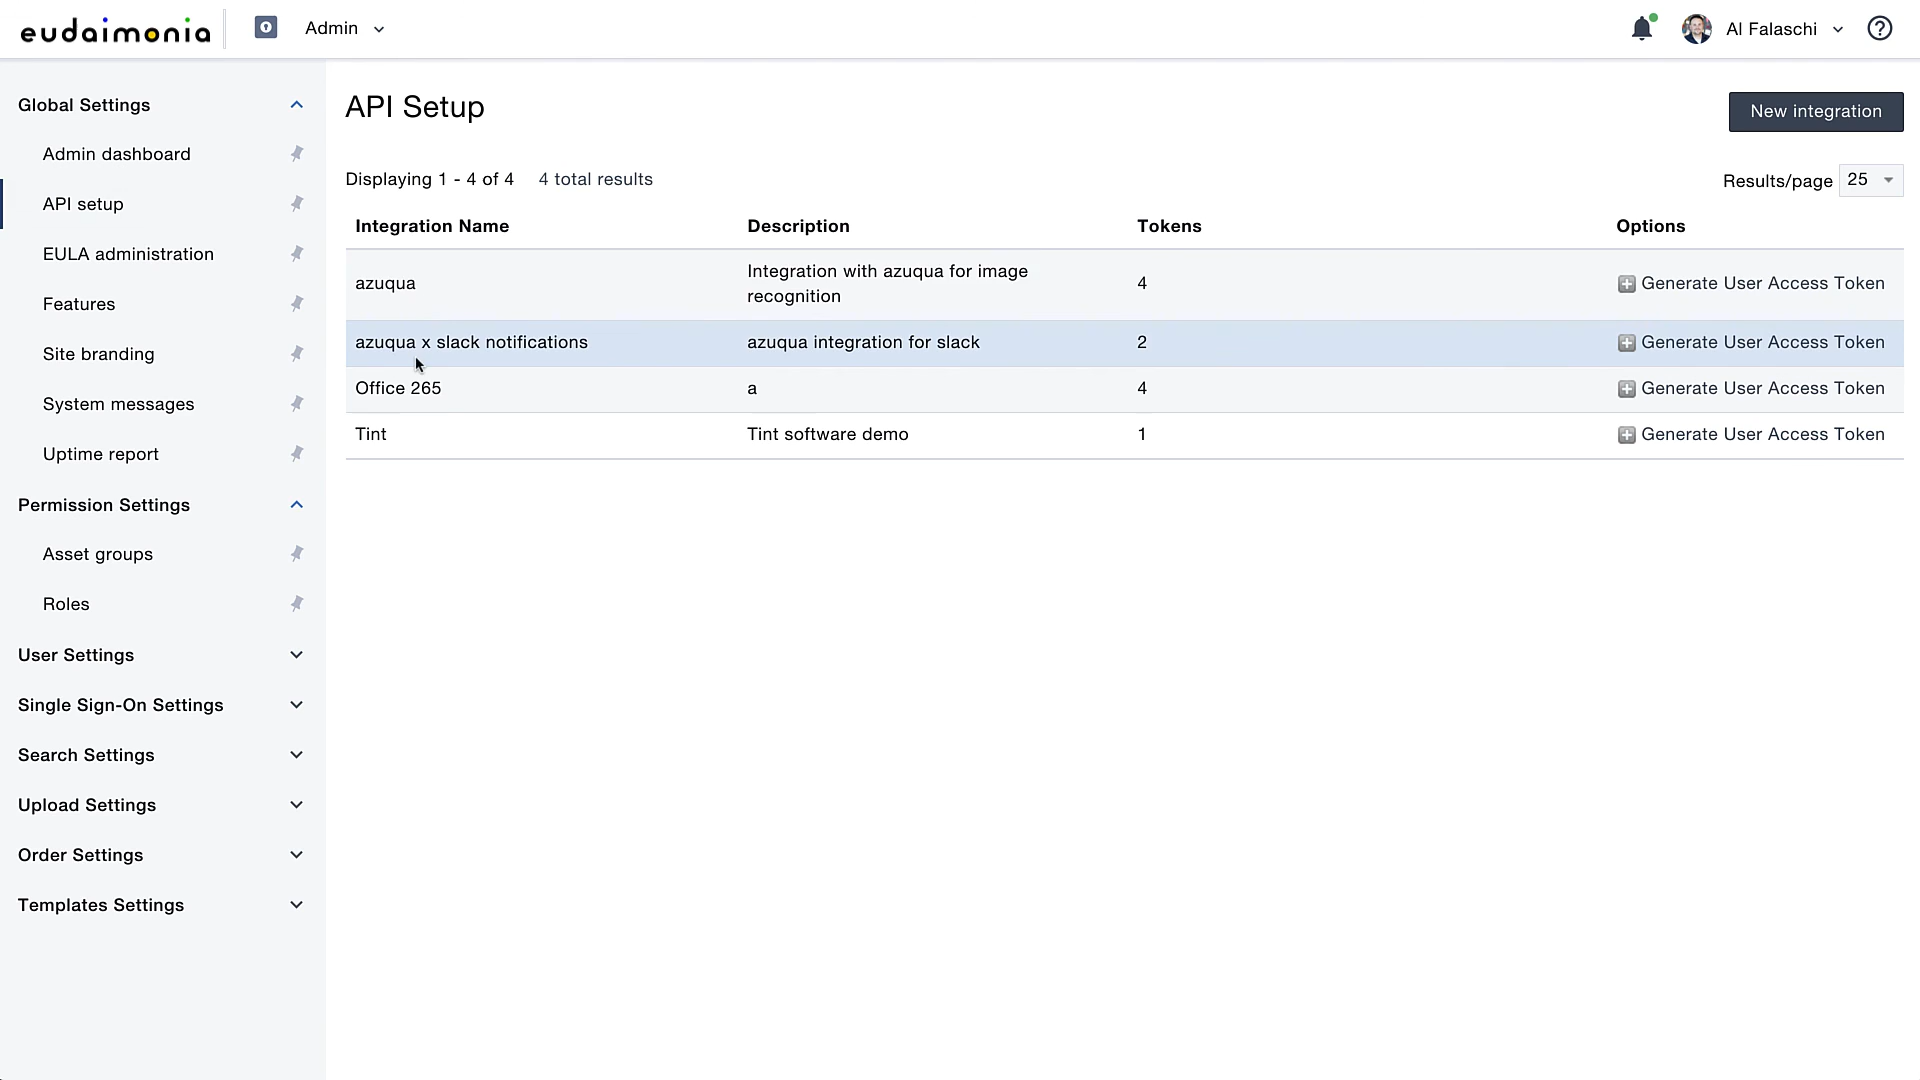 eudaimonia
Admin
Al Falaschi
Global Settings
Admin dashboard
API setup
EULA administration
Features
Site branding
System messages
Uptime report
Permission Settings
Asset groups
Roles
User Settings
Single Sign-On Settings
Search Settings
Upload Settings
Order Settings
Templates Settings
API Setup
New integration
Displaying 1 - 4 of 4 4 total results
Results/page 25
Integration Name Description Tokens Options
azuqua Integration with azuqua for image
recognition 4 Generate User Access Token
azuqua x slack notifications azuqua integration for slack 2 Generate User Access Token
Office 265 a 4 Generate User Access Token
Tint Tint software demo 1 Generate User Access Token